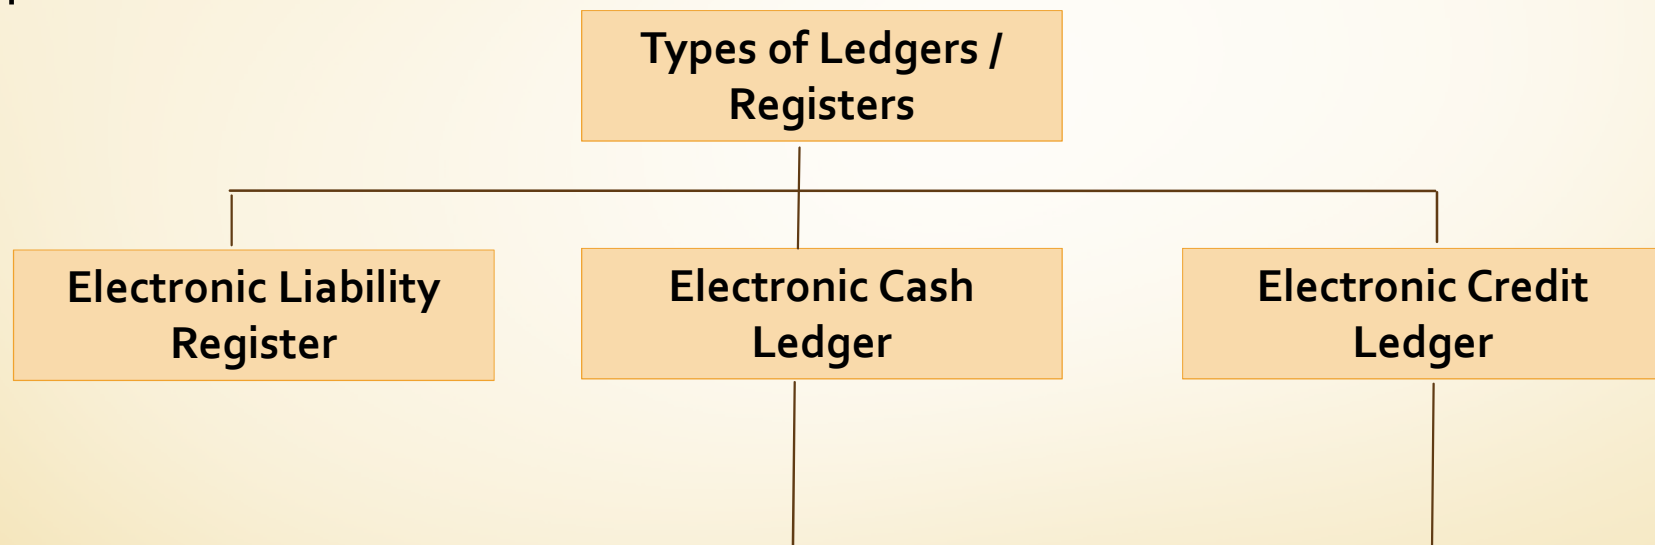 Types of Ledgers /
Registers
Electronic Liability
Register
Electronic Cash
Ledger
Electronic Credit
Ledger